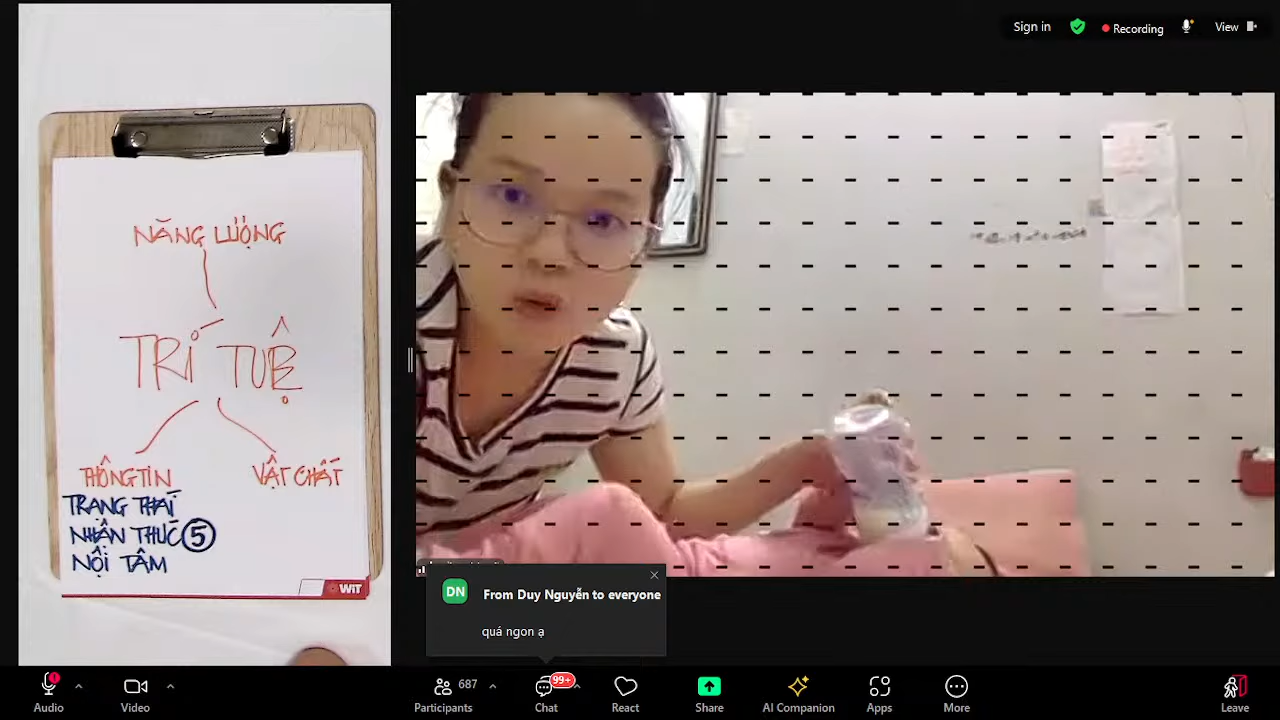 Sign in
Recording
View
NĂNG LƯỢNG
TRÍ TUỆ
THÔNG TIN
VẬT CHẤT
TRẠNG THÁI
NHẬN THỨC 5
NỘI TÂM
WiT
DN
From Duy Nguyễn to everyone
quá ngon ạ
Audio
Video
687
Participants
99+
Chat
React
Share
AI Companion
Apps
More
Leave